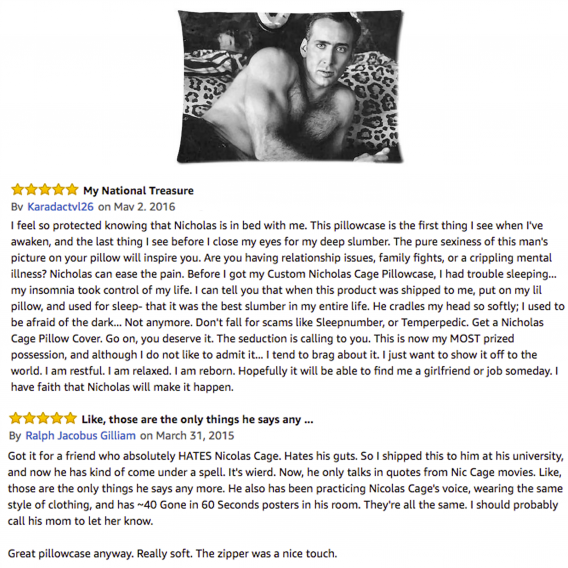 My National Treasure
By Karadactvl26 on Mav 2. 2016
I feel so protected knowing that Nicholas is in bed with me. This pillowcase is the first thing I see when I've
awaken, and the last thing I see before I close my eyes for my deep slumber. The pure sexiness of this man's
picture on your pillow will inspire you. Are you having relationship issues, family fights, or a crippling mental
illness? Nicholas can ease the pain. Before I got my Custom Nicholas Cage Pillowcase, I had trouble sleeping...
my insomnia took control of my life. I can tell you that when this product was shipped to me, put on my lil
pillow, and used for sleep- that it was the best slumber in my entire life. He cradles my head so softly; I used to
be afraid of the dark... Not anymore. Don't fall for scams like Sleepnumber, or Temperpedic. Get a Nicholas
Cage Pillow Cover. Go on, you deserve it. The seduction is calling to you. This is now my MOST prized
possession, and although I do not like to admit it... I tend to brag about it. I just want to show it off to the
world. I am restful. I am relaxed. I am reborn. Hopefully it will be able to find me a girlfriend or job someday. I
have faith that Nicholas will make it happen.
Like, those are the only things he says any ...
By Ralph Jacobus Gilliam on March 31, 2015
Got it for a friend who absolutely HATES Nicolas Cage. Hates his guts. So I shipped this to him at his university,
and now he has kind of come under a spell. It's wierd. Now, he only talks in quotes from Nic Cage movies. Like,
those are the only things he says any more. He also has been practicing Nicolas Cage's voice, wearing the same
style of clothing, and has ~40 Gone in 60 Seconds posters in his room. They're all the same. I should probably
call his mom to let her know.
Great pillowcase anyway. Really soft. The zipper was a nice touch.